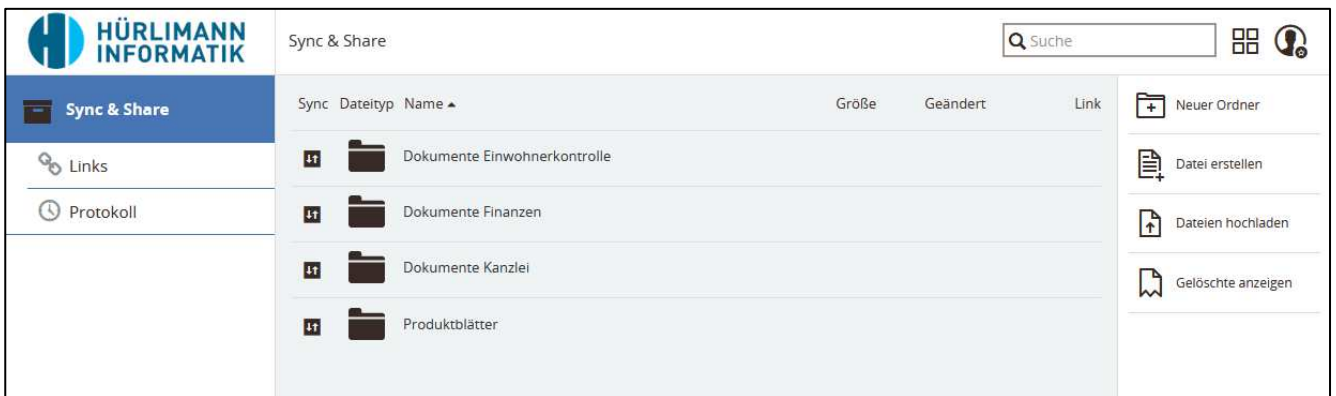 HÜRLIMANN
INFORMATIK
Sync & Share
Suche
Sync & Share
Links
Protokoll
Sync Dateityp Name Größe Geändert Link
Dokumente Einwohnerkontrolle
Dokumente Finanzen
Dokumente Kanzlei
Produktblätter
Neuer Ordner
Datei erstellen
Dateien hochladen
Gelöschte anzeigen